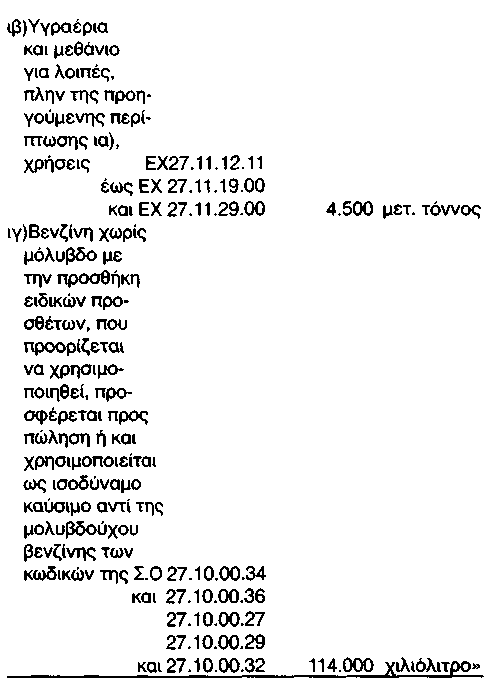 ιβ)Υγραέρια
και μεθάνιο
για λοιπές,
πλην της προη-
γούμενης περί-
πτωσης ια),
χρήσεις ΕΧ27.11.12.11
έως ΕΧ 27.11.19.00
και ΕΧ 27.11.29.00 4.500 μετ. τόννος
ιγ)Βενζίνη χωρίς
μόλυβδο με
την προσθήκη
ειδικών προ-
σθέτων, που
προορίζεται
να χρησιμο-
ποιηθεί, προ-
σφέρεται προς
πώληση ή και
χρησιμοποιείται
ως ισοδύναμο
καύσιμο αντί της
μολυβδούχου
βενζίνης των
κωδικών της Σ.Ο 27.10.00.34
και 27.10.00.36
27.10.00.27
27.10.00.29
και 27.10.00.32 114.000 χιλιόλιτρο»